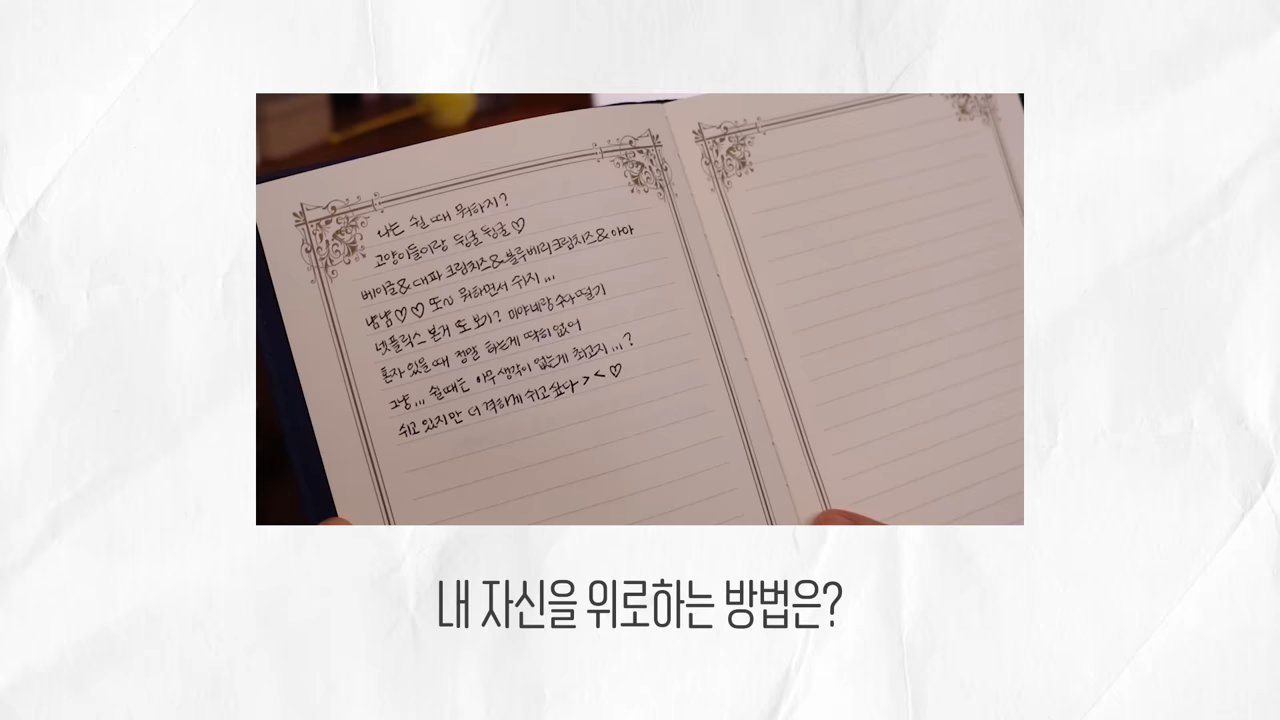 나는 쉴 때 뭐하지?
고양이들이랑 뒹굴 뒹굴♡
베이글&대파 크림치즈&블루베리크림치즈&아아
냠냠♡♡ 또~ 뭐하면서 쉬지...
넷플릭스 본거 또 보기? 마야네랑 수다떨기
혼자 있을때 정말 하는게 딱히 없어
그냥... 쉴때는 아무생각이 없는게 최고지...?
쉬고 있지만 더 격하게 쉬고싶다><♡
내 자신을 위로하는 방법은?